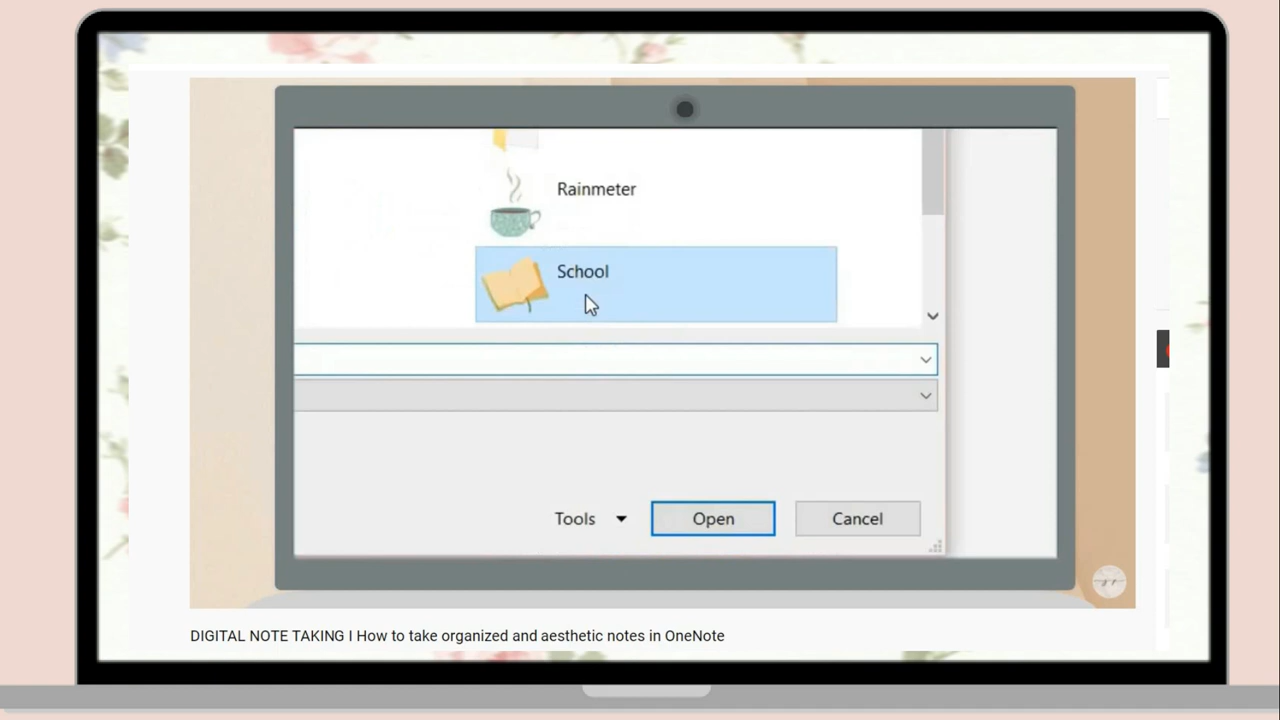 Rainmeter
School
Tools
Open
Cancel
DIGITAL NOTE TAKING I How to take organized and aesthetic notes in OneNote